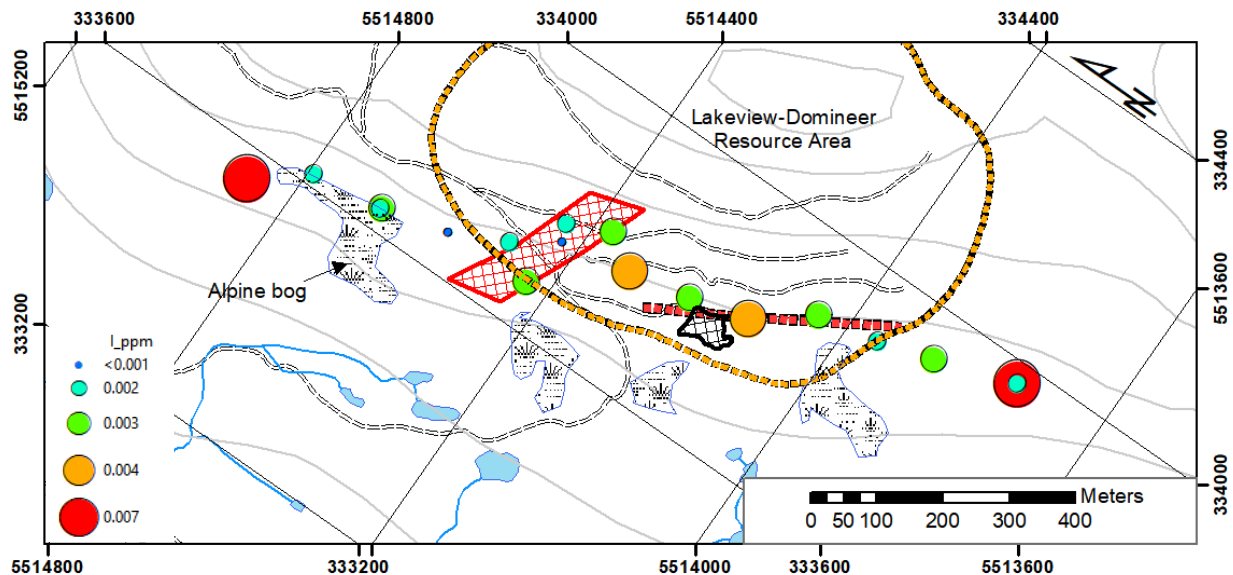 333600
5514800
334000
5514400
334400
5515200
Lakeview-Domineer
Resource Area
N
5514400
Alpine bog
5513600
333200
I_ppm
<0.001
0.002
0.003
0.004
0.007
Meters
0 50 100 200 300 400
334000
5514800
333200
5514000
333600
5513600